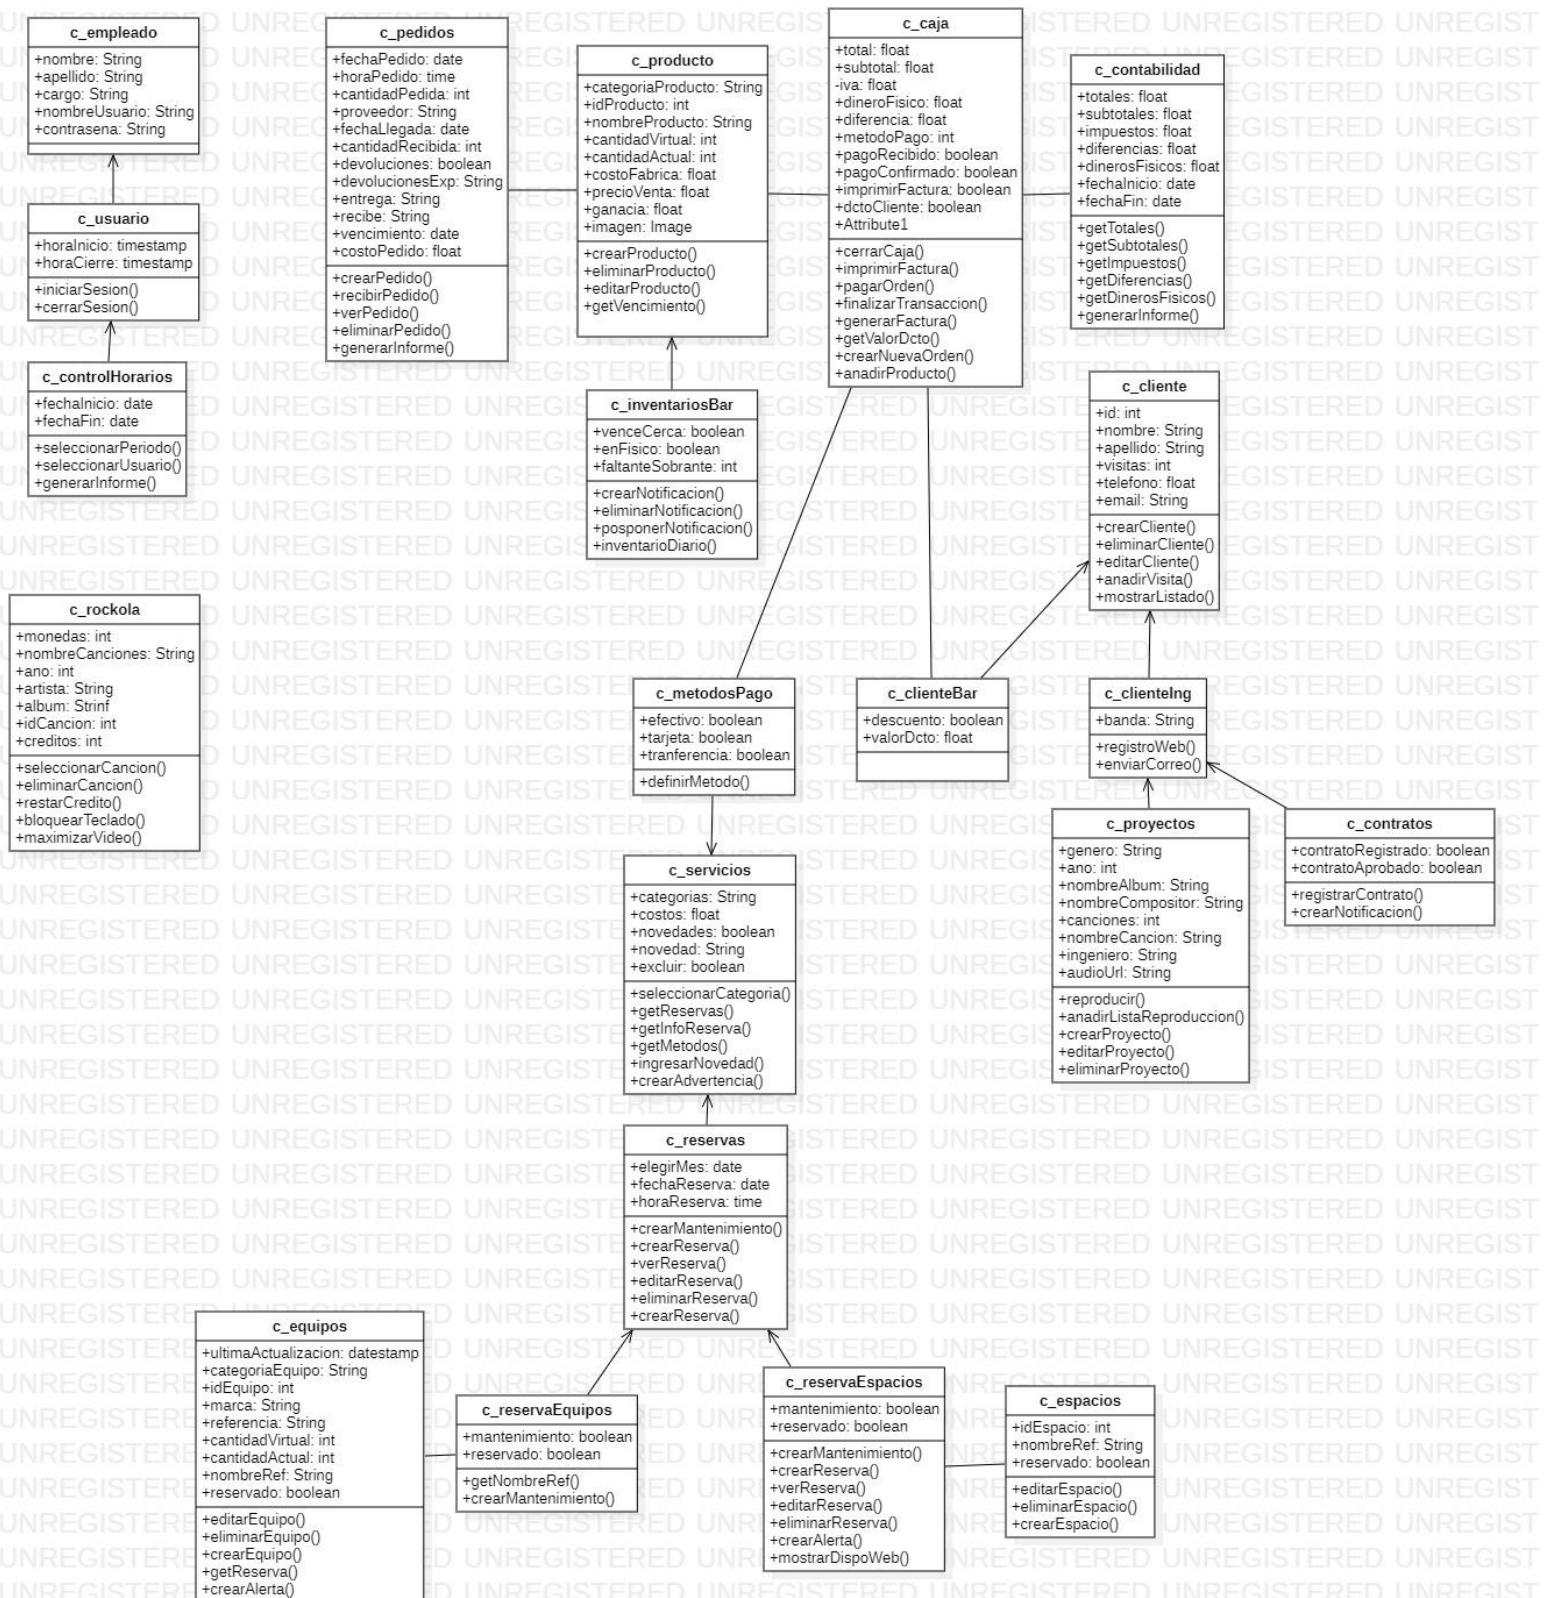 c_empleado
+nombre: String
+apellido: String
+cargo: String
+nombreUsuario: String
+contrasena: String
c_usuario
+horaInicio: timestamp
+horaCierre: timestamp
+iniciarSesion()
+cerrarSesion()
c_controlHorarios
+fechaInicio: date
+fechaFin: date
+seleccionarPeriodo()
+seleccionarUsuario()
+generarInforme()
c_pedidos
+fechaPedido: date
+horaPedido: time
+cantidadPedida: int
+proveedor: String
+fechaLlegada: date
+cantidadRecibida: int
+devoluciones: boolean
+devolucionesExp: String
+entrega: String
+recibe: String
+vencimiento: date
+costoPedido: float
+crearPedido()
+recibirPedido()
+verPedido()
+eliminarPedido()
+generarInforme()
c_producto
+categoriaProducto: String
+idProducto: int
+nombreProducto: String
+cantidadVirtual: int
+cantidadActual: int
+costoFabrica: float
+precioVenta: float
+ganacia: float
+imagen: Image
+crearProducto()
+eliminarProducto()
+editarProducto()
+getVencimiento()
c_inventariosBar
+venceCerca: boolean
+enFisico: boolean
+faltanteSobrante: int
+crearNotificacion()
+eliminarNotificacion()
+posponerNotificacion()
+inventarioDiario()
c_caja
+total: float
+subtotal: float
-iva: float
+dineroFisico: float
+diferencia: float
+metodoPago: int
+pagoRecibido: boolean
+pagoConfirmado: boolean
+imprimirFactura: boolean
+dctoCliente: boolean
+Attribute1
+cerrarCaja()
+imprimirFactura()
+pagarOrden()
+finalizarTransaccion()
+generarFactura()
+getValorDcto()
+crearNuevaOrden()
+anadirProducto()
c_contabilidad
+totales: float
+subtotales: float
+impuestos: float
+diferencias: float
+dinerosFisicos: float
+fechaInicio: date
+fechaFin: date
+getTotales()
+getSubtotales()
+getImpuestos()
+getDiferencias()
+getDinerosFisicos()
+generarInforme()
c_cliente
+id: int
+nombre: String
+apellido: String
+visitas: int
+telefono: float
+email: String
+crearCliente()
+eliminarCliente()
+editarCliente()
+anadirVisita()
+mostrarListado()
c_rockola
+monedas: int
+nombreCanciones: String
+ano: int
+artista: String
+album: Strinf
+idCancion: int
+creditos: int
+seleccionarCancion()
+eliminarCancion()
+restarCredito()
+bloquearTeclado()
+maximizarVideo()
c_metodosPago
+efectivo: boolean
+tarjeta: boolean
+tranferencia: boolean
+definirMetodo()
c_clienteBar
+descuento: boolean
+valorDcto: float
c_clienteIng
+banda: String
+registroWeb()
+enviarCorreo()
c_proyectos
+genero: String
+ano: int
+nombreAlbum: String
+nombreCompositor: String
+canciones: int
+nombreCancion: String
+ingeniero: String
+audioUrl: String
+reproducir()
+anadirListaReproduccion()
+crearProyecto()
+editarProyecto()
+eliminarProyecto()
c_contratos
+contratoRegistrado: boolean
+contratoAprobado: boolean
+registrarContrato()
+crearNotificacion()
c_servicios
+categorias: String
+costos: float
+novedades: boolean
+novedad: String
+excluir: boolean
+seleccionarCategoria()
+getReservas()
+getInfoReserva()
+getMetodos()
+ingresarNovedad()
+crearAdvertencia()
c_reservas
+elegirMes: date
+fechaReserva: date
+horaReserva: time
+crearMantenimiento()
+crearReserva()
+verReserva()
+editarReserva()
+eliminarReserva()
+crearReserva()
c_equipos
+ultimaActualizacion: datestamp
+categoriaEquipo: String
+idEquipo: int
+marca: String
+referencia: String
+cantidadVirtual: int
+cantidadActual: int
+nombreRef: String
+reservado: boolean
+editarEquipo()
+eliminarEquipo()
+crearEquipo()
+getReserva()
+crearAlerta()
c_reservaEquipos
+mantenimiento: boolean
+reservado: boolean
+getNombreRef()
+crearMantenimiento()
c_reservaEspacios
+mantenimiento: boolean
+reservado: boolean
+crearMantenimiento()
+crearReserva()
+verReserva()
+editarReserva()
+eliminarReserva()
+crearAlerta()
+mostrarDispoWeb()
c_espacios
+idEspacio: int
+nombreRef: String
+reservado: boolean
+editarEspacio()
+eliminarEspacio()
+crearEspacio()
UNREGISTERED